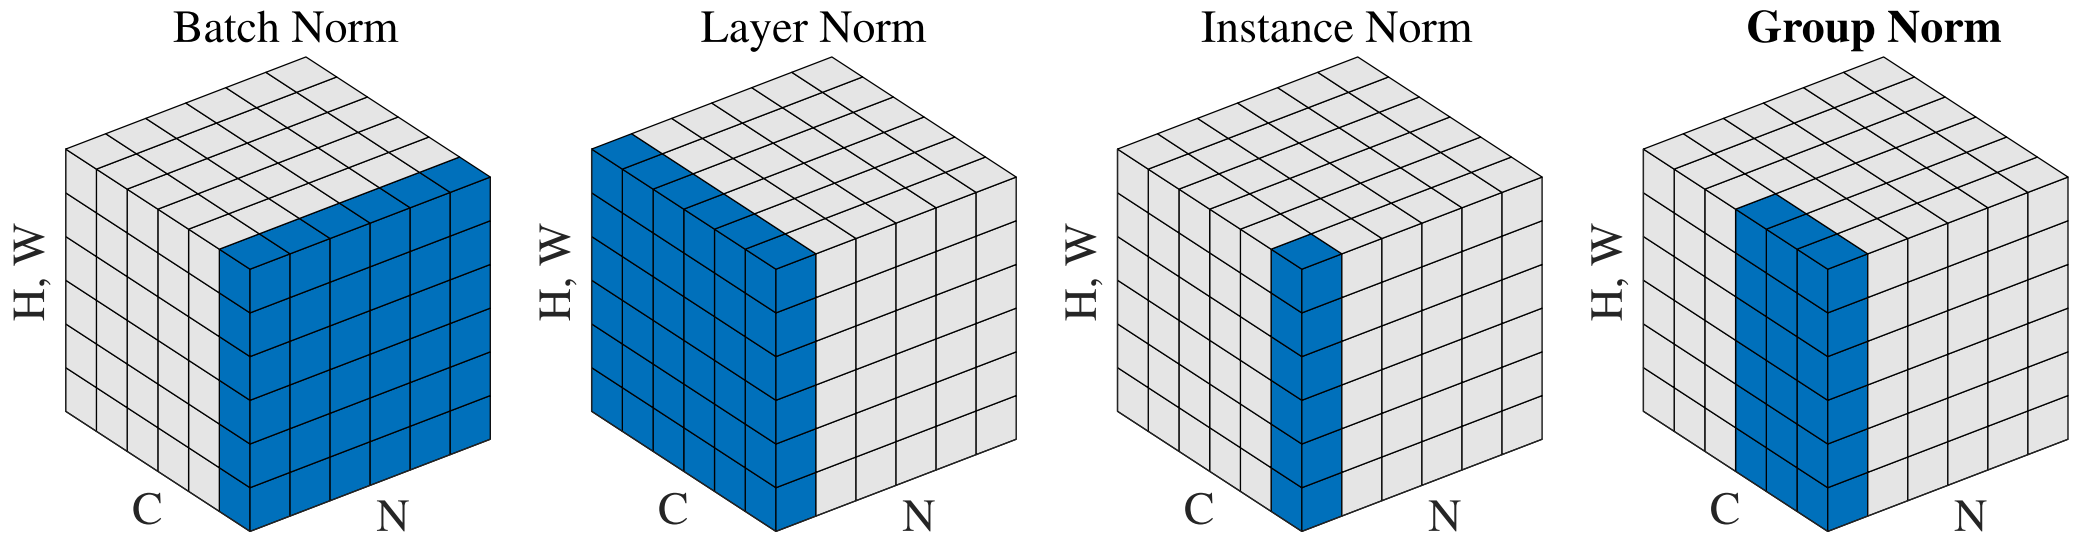 Batch Norm
H, W
C
N
Layer Norm
H, W
C
N
Instance Norm
H, W
C
N
Group Norm
H, W
C
N